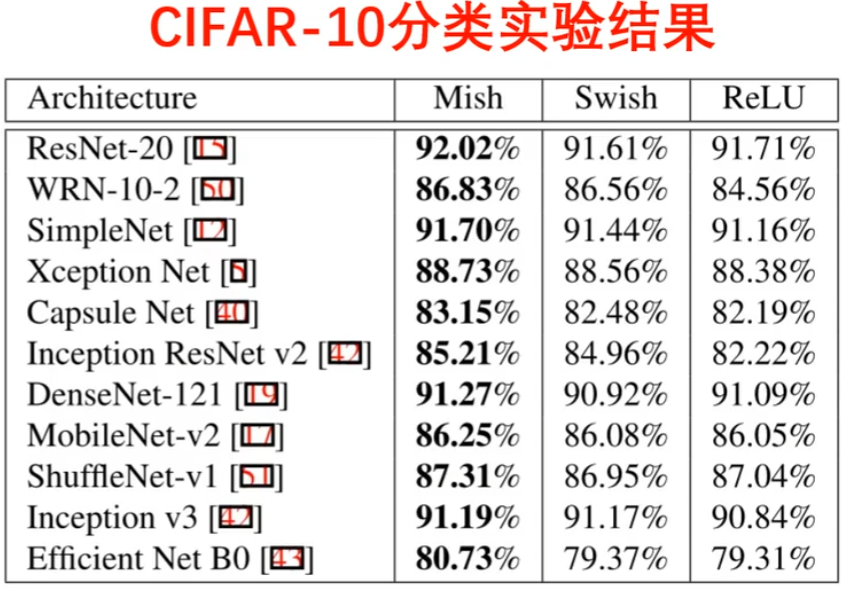 CIFAR-10分类实验结果
Architecture Mish Swish ReLU
ResNet-20 [15] 92.02% 91.61% 91.71%
WRN-10-2 [50] 86.83% 86.56% 84.56%
SimpleNet [12] 91.70% 91.44% 91.16%
Xception Net [5] 88.73% 88.56% 88.38%
Capsule Net [40] 83.15% 82.48% 82.19%
Inception ResNet v2 [42] 85.21% 84.96% 82.22%
DenseNet-121 [19] 91.27% 90.92% 91.09%
MobileNet-v2 [17] 86.25% 86.08% 86.05%
ShuffleNet-v1 [51] 87.31% 86.95% 87.04%
Inception v3 [42] 91.19% 91.17% 90.84%
Efficient Net B0 [43] 80.73% 79.37% 79.31%